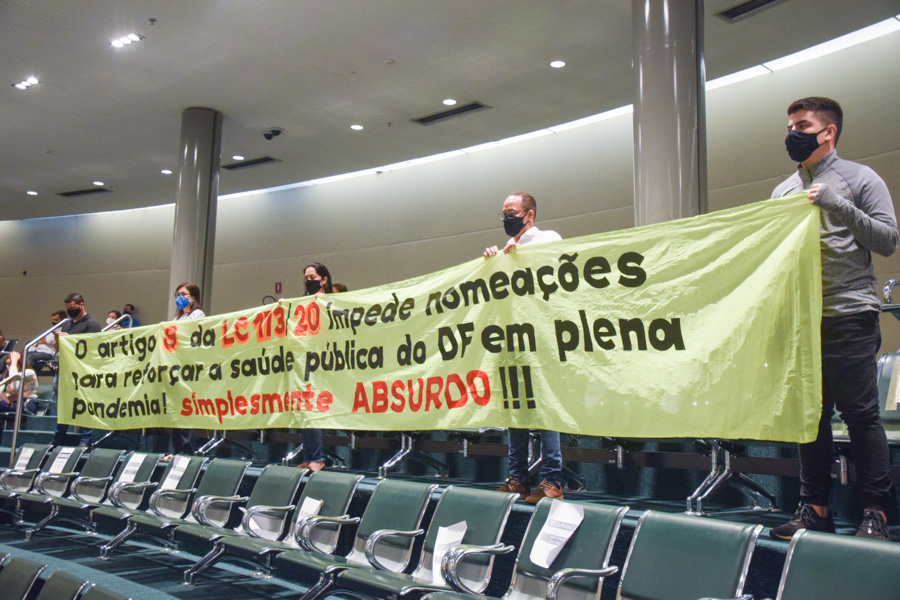 O artigo 8 da LC 173/20 impede nomeações
para reforçar a saúde pública do DF em plena
pandemia! simplesmente ABSURDO!!!